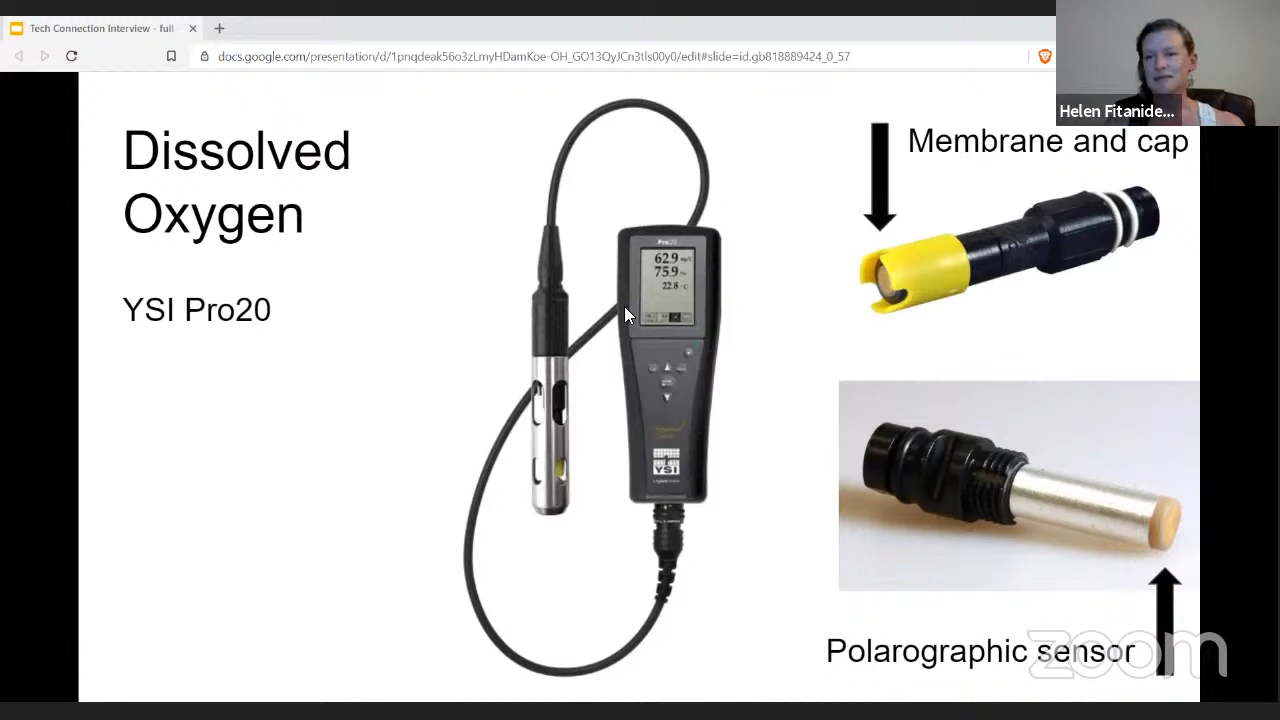 Tech Connection Interview - full
docs.google.com/presentation/d/1pnqdeak56o3zLmyHDamKoe-OH_GO13QyJCn3tls00y0/edit#slide=id.gb818889424_0_57
Helen Fitanide...
Dissolved
Oxygen
YSI Pro20
Pro20
62.9 mg/L
75.9
22.8 °C
YSI
Membrane and cap
Polarographic sensor
zoom